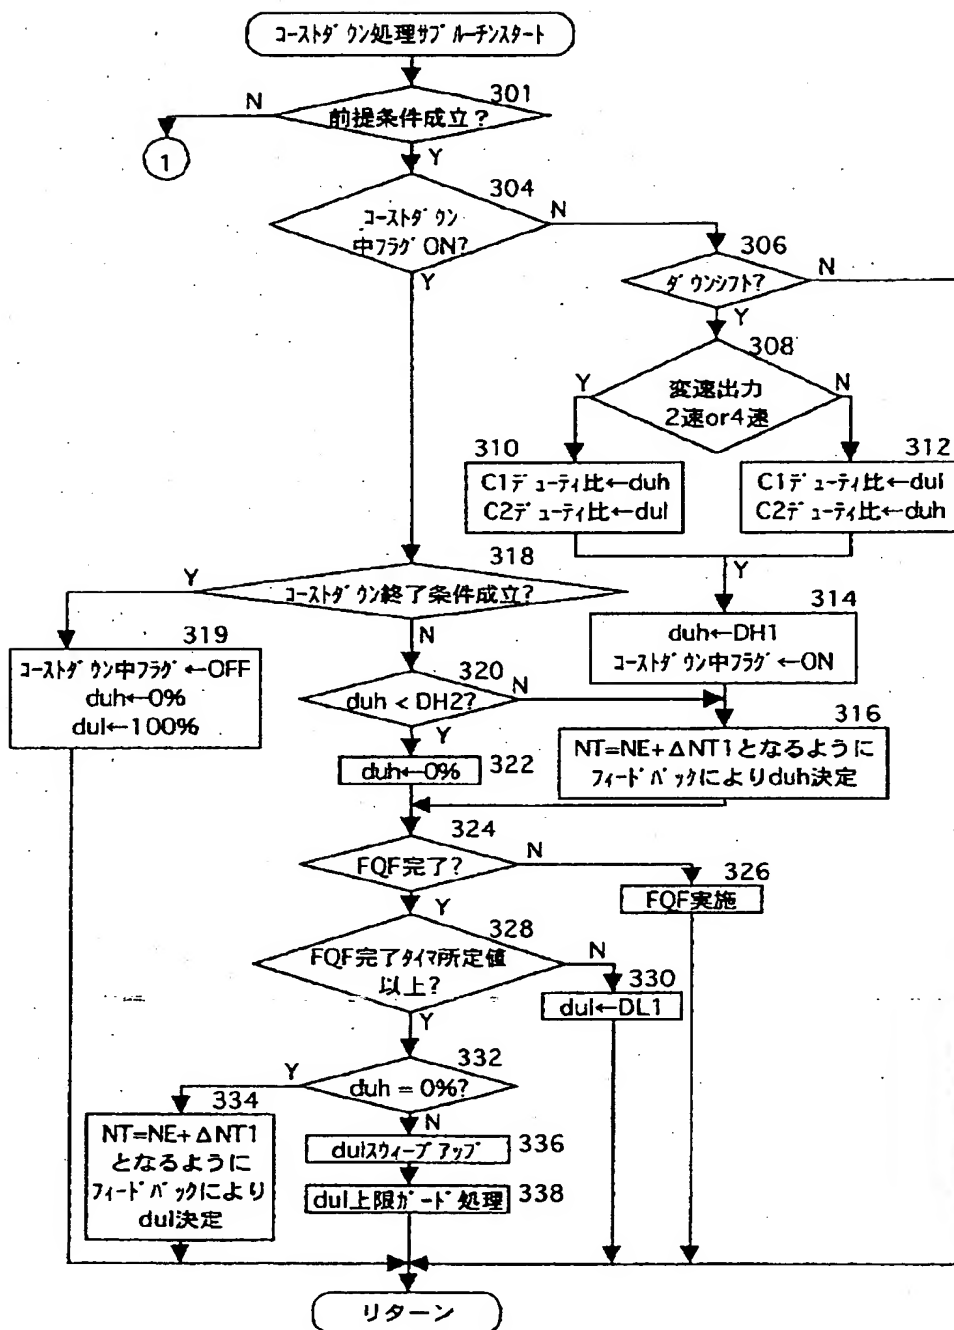 コーストダウン処理サブルーチンスタート
301
N
前提条件成立?
1
Y
304
コーストダウン
中フラグON?
N
Y
306
ダウンシフト?
N
Y
308
変速出力
2速or4速
Y
N
310
C1デューティ比←duh
C2デューティ比←dul
312
C1デューティ比←dul
C2デューティ比←duh
Y
318
コーストダウン終了条件成立?
Y
N
314
duh←DH1
コーストダウン中フラグ←ON
319
コーストダウン中フラグ←OFF
duh←0%
dul←100%
320
duh < DH2?
N
Y
316
NT=NE+ΔNT1となるように
フィードバックによりduh決定
duh←0%
322
324
FQF完了?
N
Y
326
FQF実施
328
FQF完了タイマ所定値
以上?
N
Y
330
dul←DL1
332
duh = 0%?
Y
N
334
NT=NE+ΔNT1
となるように
フィードバックにより
dul決定
dulスウィープアップ
336
dul上限ガード処理
338
リターン